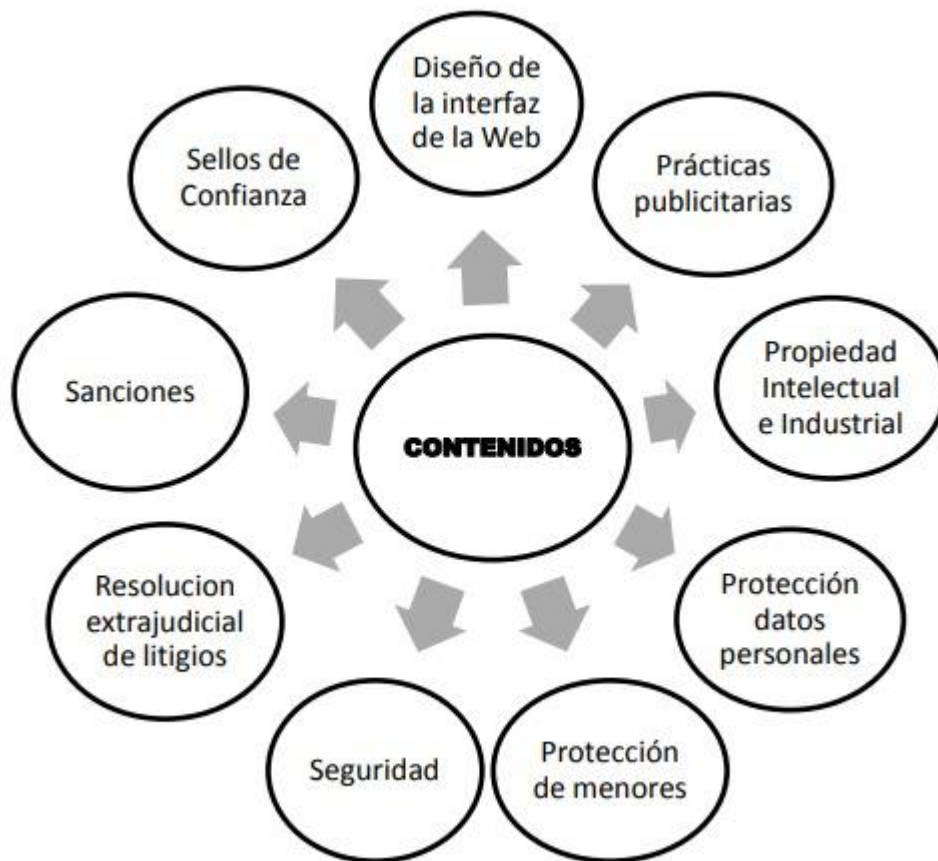 Diseño de
la interfaz
de la Web
Prácticas
publicitarias
Propiedad
Intelectual
e Industrial
Protección
datos
personales
Protección
de menores
Seguridad
Resolucion
extrajudicial
de litigios
Sanciones
Sellos de
Confianza
CONTENIDOS